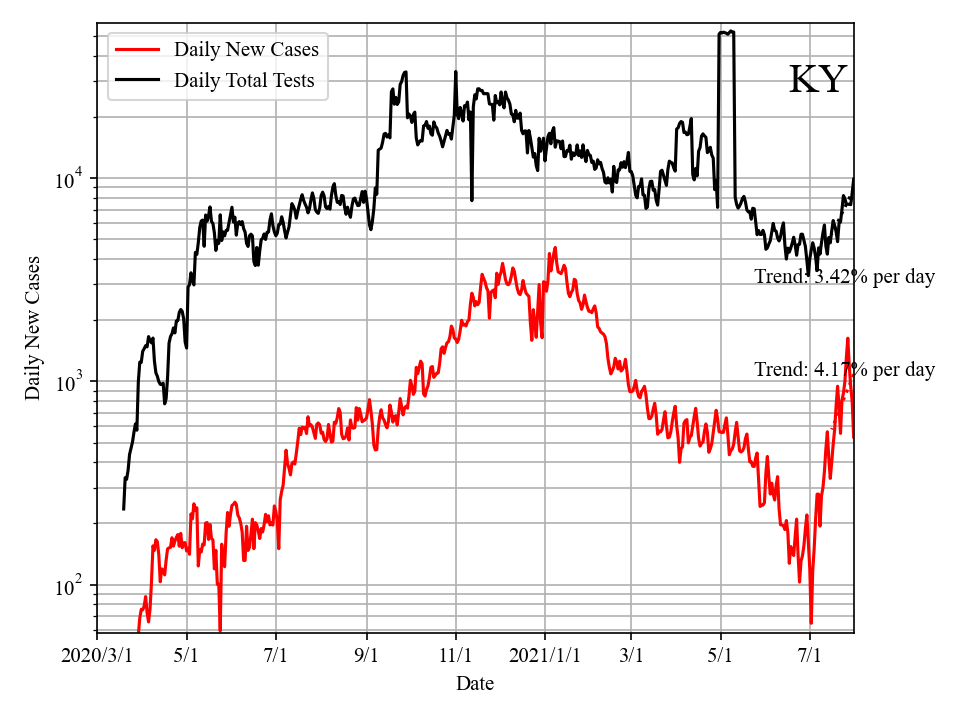 Daily New Cases
Daily Total Tests
KY
10^4
10^3
10^2
Daily New Cases
Trend: 3.42% per day
Trend: 4.17% per day
2020/3/1
5/1
7/1
9/1
11/1
2021/1/1
3/1
5/1
7/1
Date